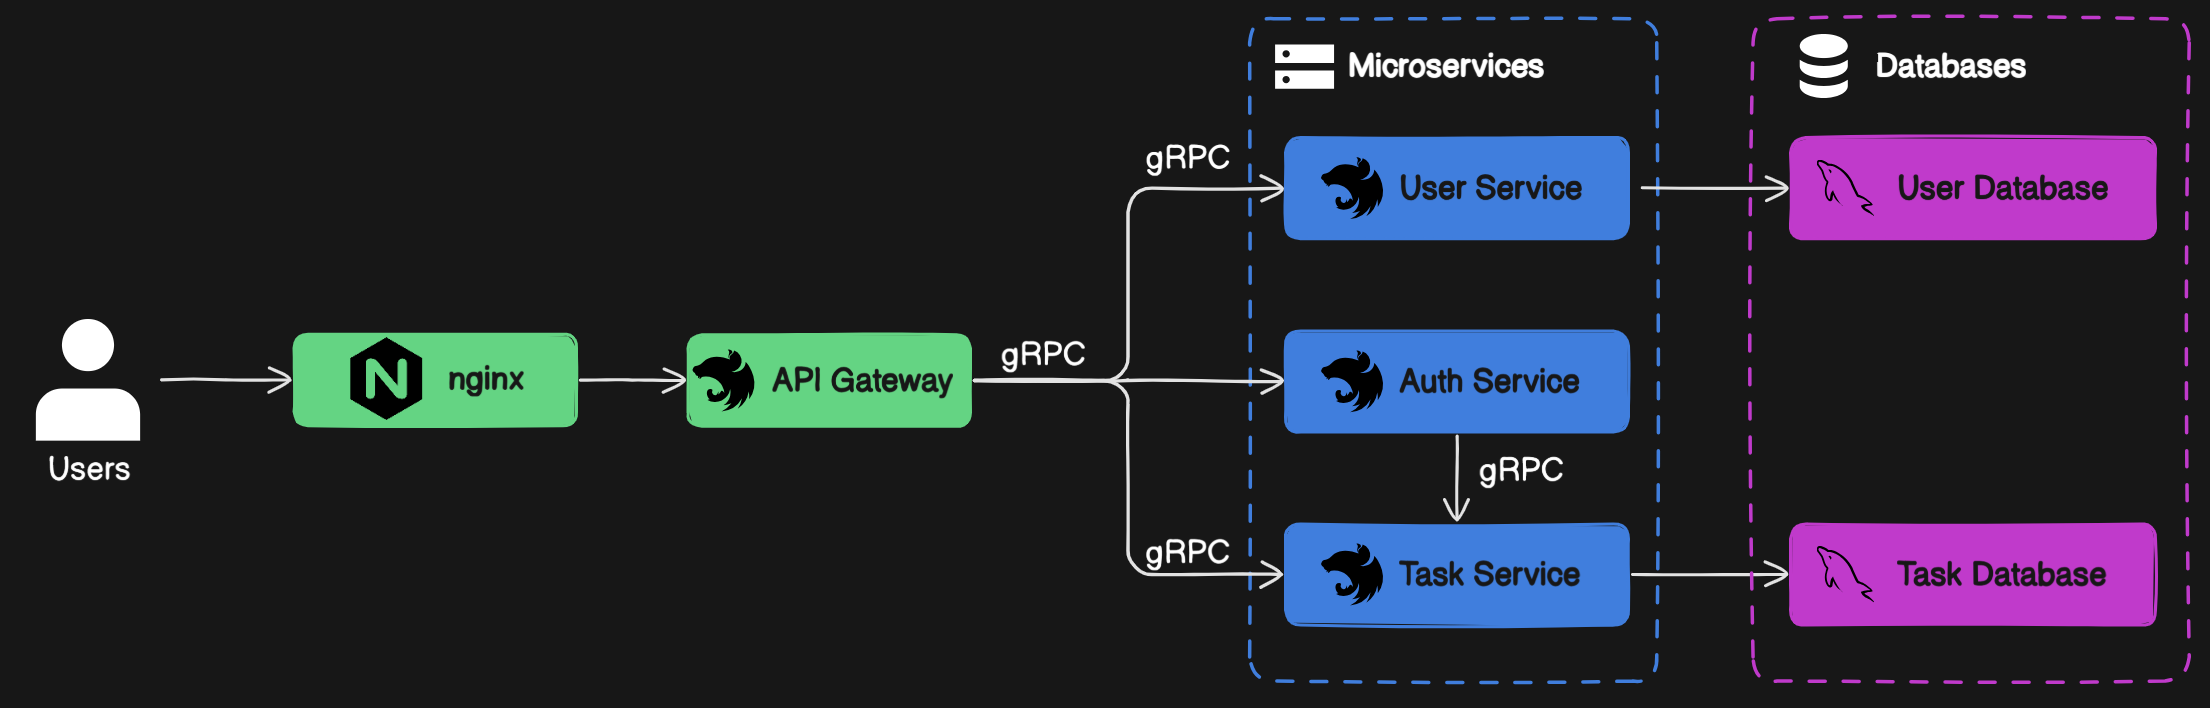 Microservices
Databases
gRPC
User Service
User Database
Users
nginx
API Gateway
gRPC
Auth Service
gRPC
gRPC
Task Service
Task Database